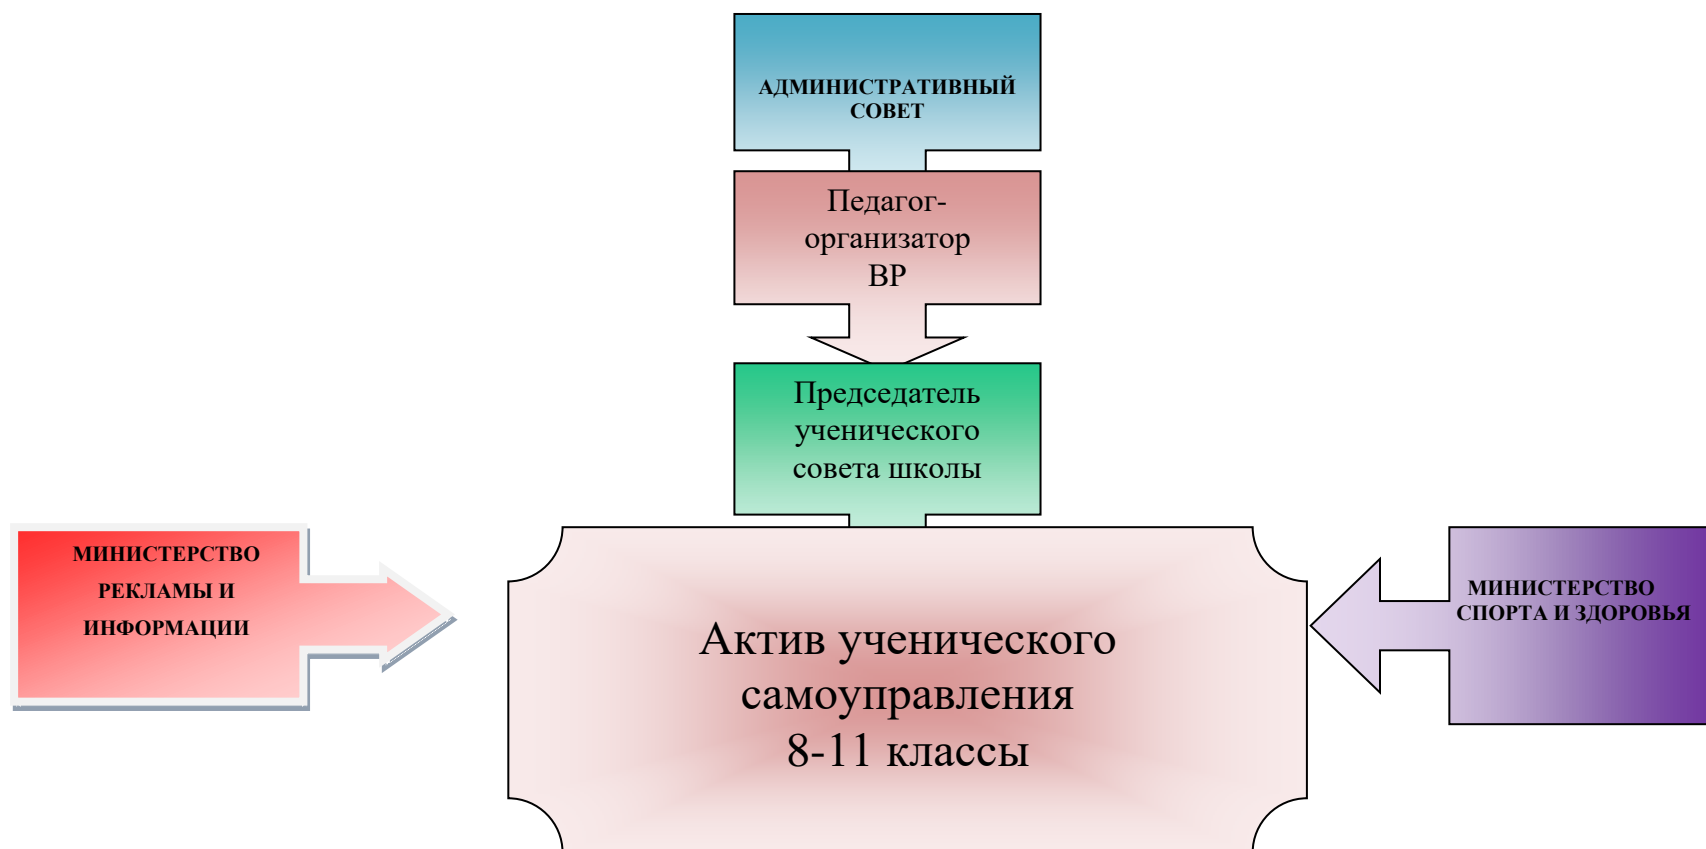 АДМИНИСТРАТИВНЫЙ
СОВЕТ
Педагог-
организатор
ВР
Председатель
ученического
совета школы
МИНИСТЕРСТВО
РЕКЛАМЫ И
ИНФОРМАЦИИ
Актив ученического
самоуправления
8-11 классы
МИНИСТЕРСТВО
СПОРТА И ЗДОРОВЬЯ